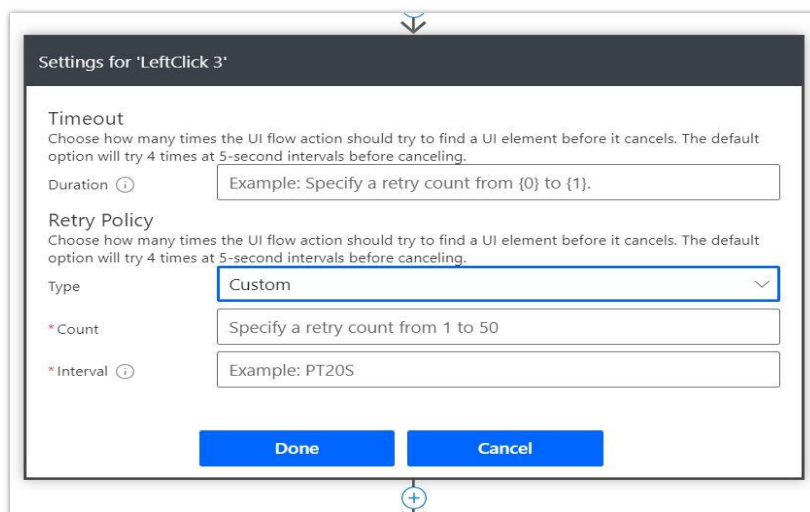 Settings for 'LeftClick 3'
Timeout
Choose how many times the UI flow action should try to find a UI element before it cancels. The default
option will try 4 times at 5-second intervals before canceling.
Duration Example: Specify a retry count from {0} to {1}.
Retry Policy
Choose how many times the UI flow action should try to find a UI element before it cancels. The default
option will try 4 times at 5-second intervals before canceling.
Type Custom
* Count Specify a retry count from 1 to 50
* Interval Example: PT20S
Done Cancel